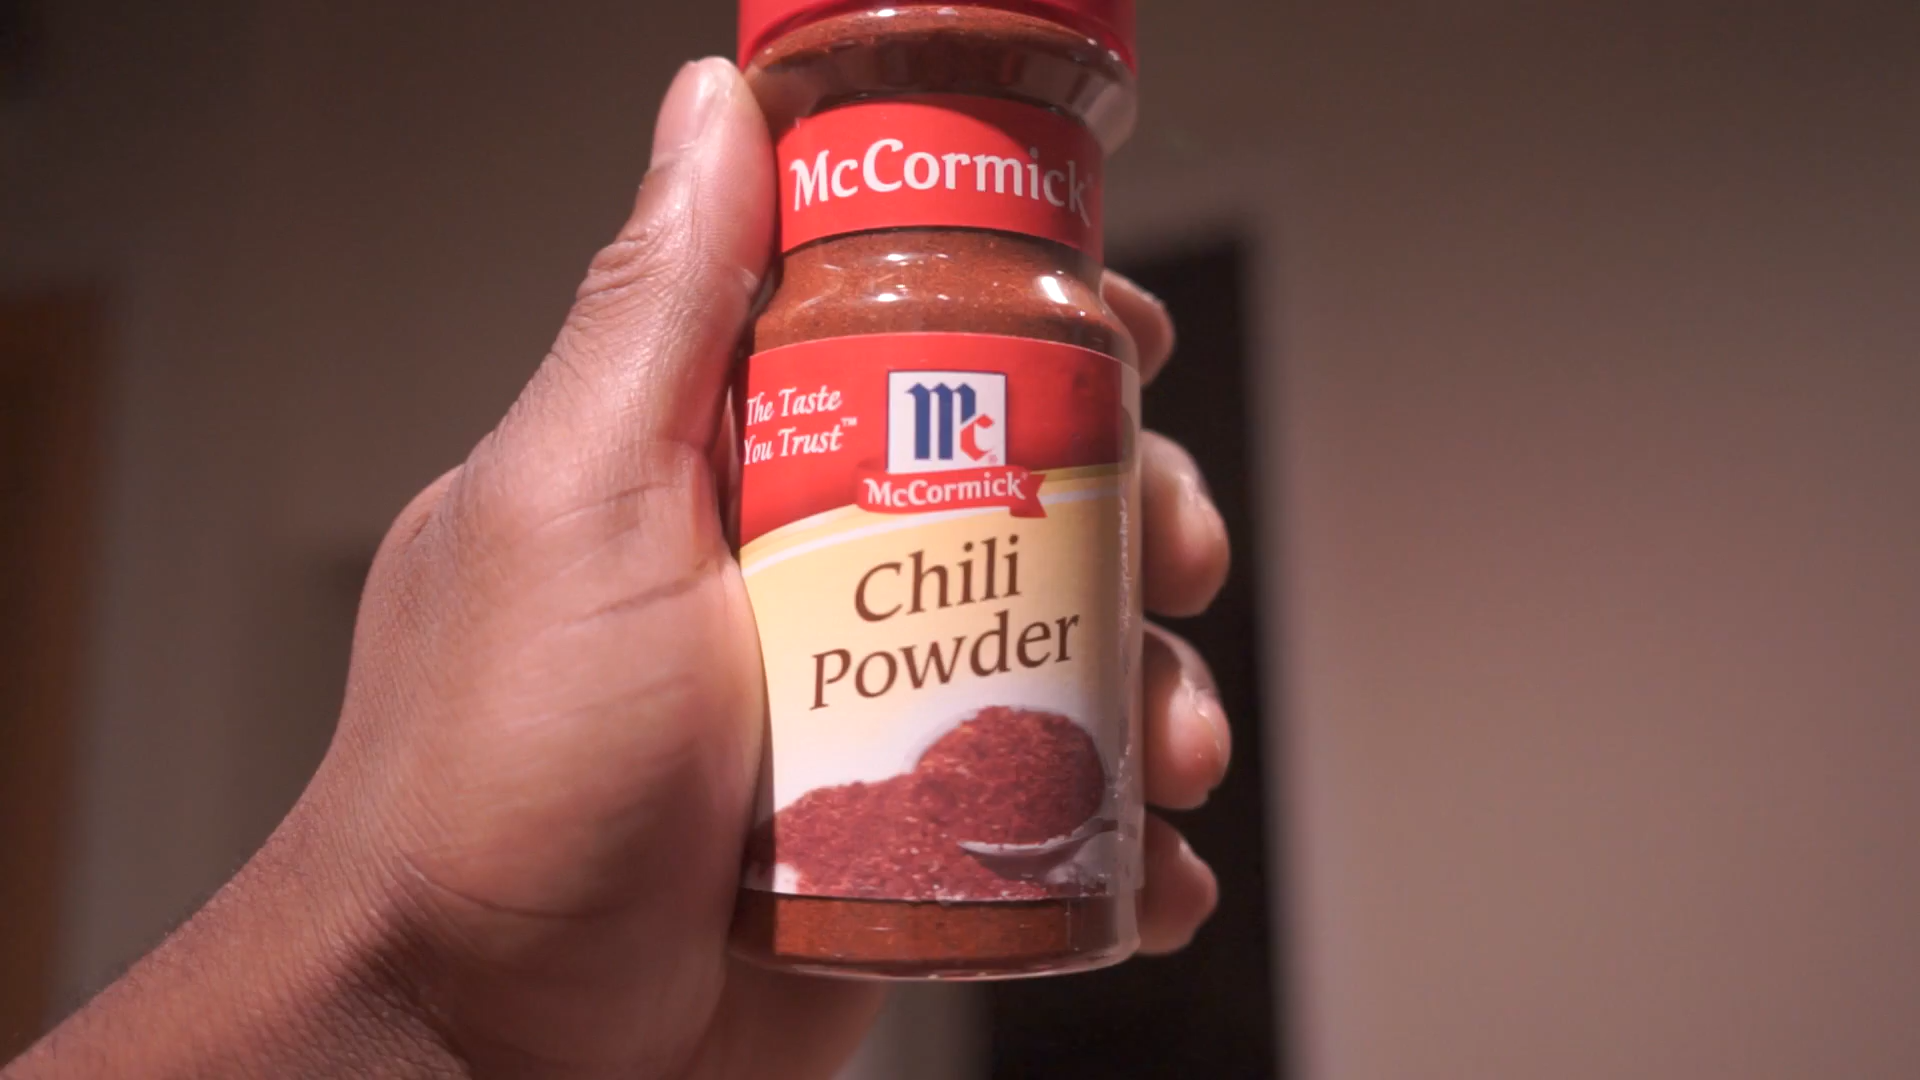 McCormick
The Taste
You Trust™
Mc
McCormick®
Chili
Powder